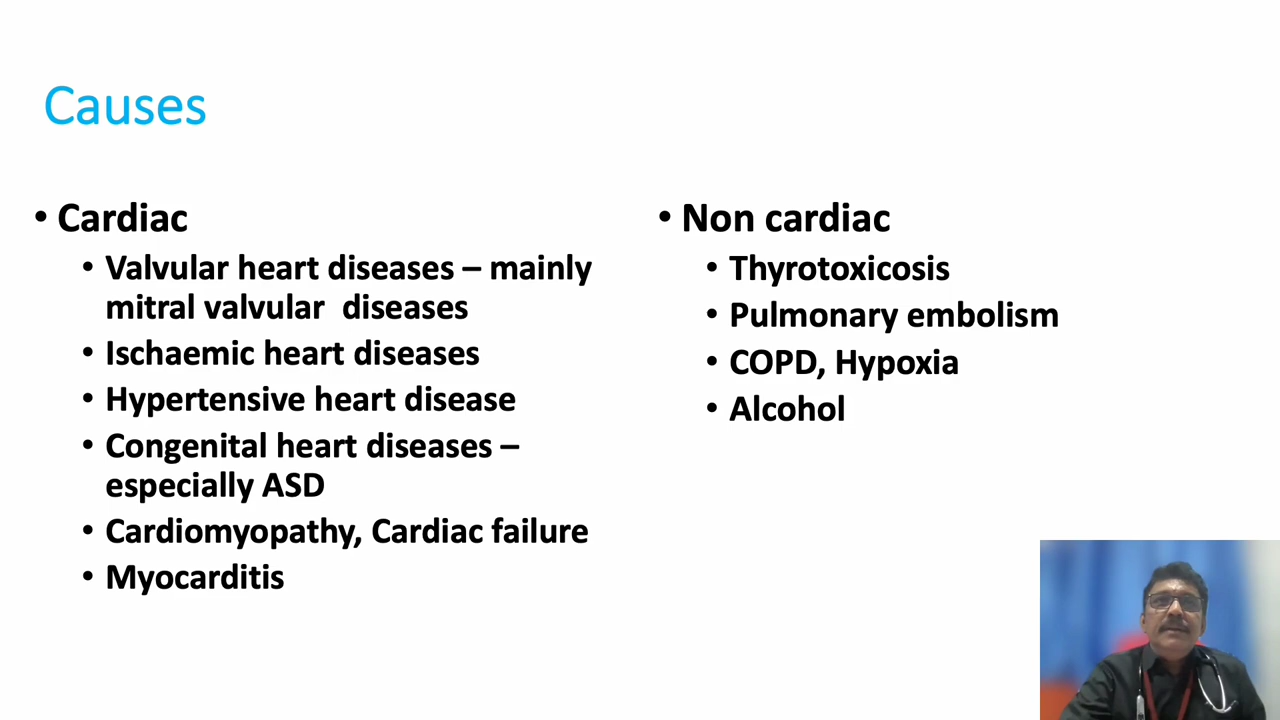 Causes
• Cardiac
• Valvular heart diseases – mainly
mitral valvular diseases
• Ischaemic heart diseases
• Hypertensive heart disease
• Congenital heart diseases –
especially ASD
• Cardiomyopathy, Cardiac failure
• Myocarditis
• Non cardiac
• Thyrotoxicosis
• Pulmonary embolism
• COPD, Hypoxia
• Alcohol